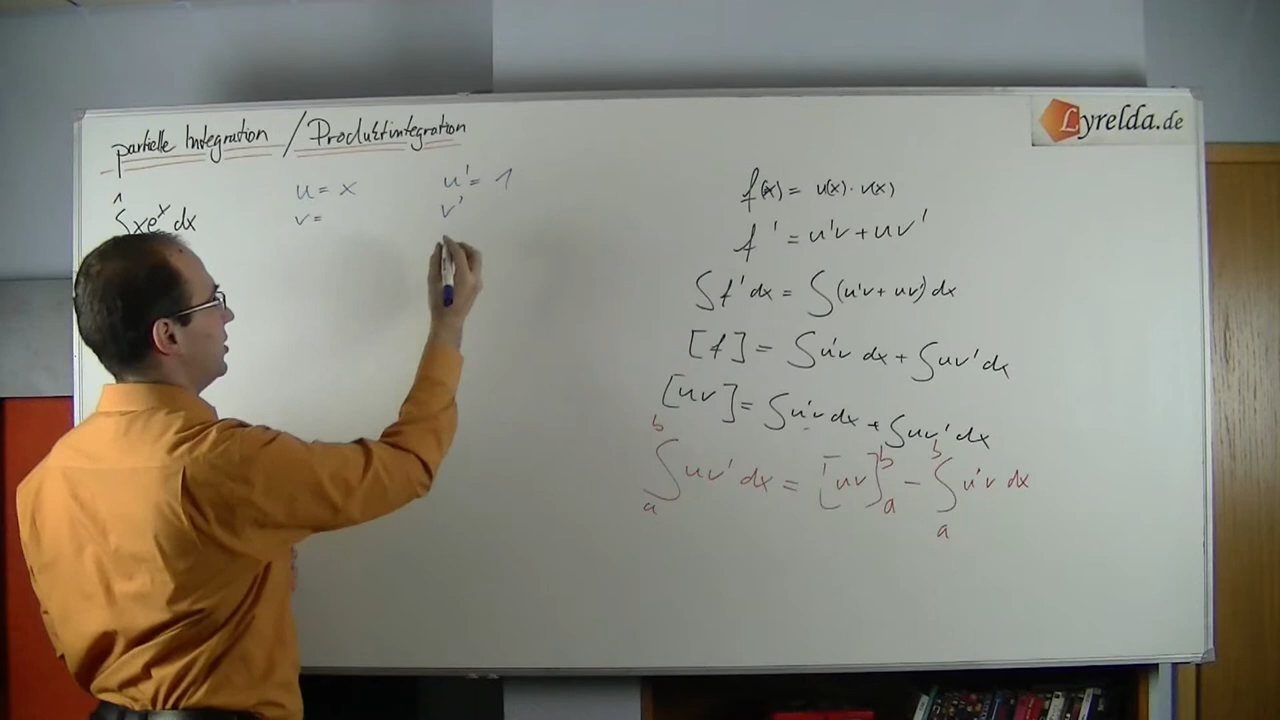 partielle Integration / Produktintegration
Lyrelda.de
1
∫xeˣ dx
u = x
u' = 1
v =
v'
f(x) = u(x) · v(x)
f' = u'v + uv'
∫f' dx = ∫(u'v + uv') dx
[f] = ∫u'v dx + ∫uv' dx
[uv] = ∫u'v dx + ∫uv' dx
b b b
∫uv' dx = [uv] - ∫u'v dx
a a a